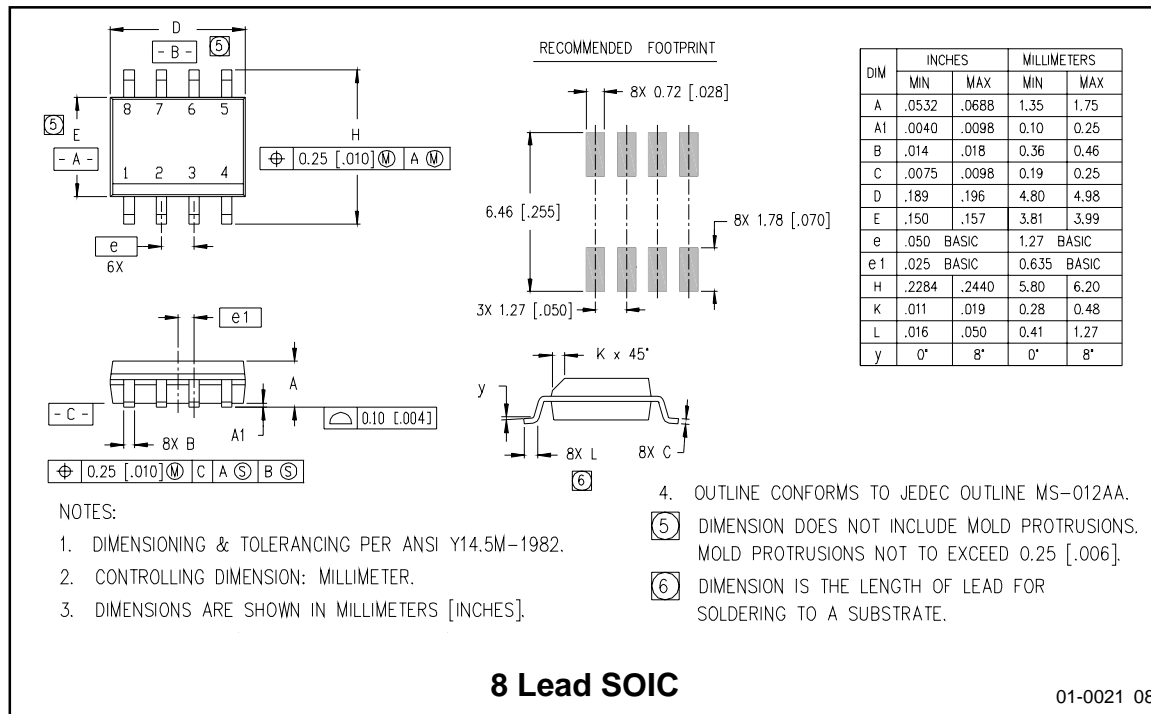 D
- B -
5
8 7 6 5
5
E
- A -
H
⌖ 0.25 [.010] Ⓜ A Ⓜ
1 2 3 4
e
6X
RECOMMENDED FOOTPRINT
8X 0.72 [.028]
6.46 [.255]
8X 1.78 [.070]
3X 1.27 [.050]
DIM INCHES MILLIMETERS
MIN MAX MIN MAX
A .0532 .0688 1.35 1.75
A1 .0040 .0098 0.10 0.25
B .014 .018 0.36 0.46
C .0075 .0098 0.19 0.25
D .189 .196 4.80 4.98
E .150 .157 3.81 3.99
e .050 BASIC 1.27 BASIC
e1 .025 BASIC 0.635 BASIC
H .2284 .2440 5.80 6.20
K .011 .019 0.28 0.48
L .016 .050 0.41 1.27
y 0° 8° 0° 8°
e1
A
- C -
A1
⌓ 0.10 [.004]
8X B
⌖ 0.25 [.010] Ⓜ C A Ⓢ B Ⓢ
K x 45°
y
8X L
8X C
6
NOTES:
1. DIMENSIONING & TOLERANCING PER ANSI Y14.5M-1982.
2. CONTROLLING DIMENSION: MILLIMETER.
3. DIMENSIONS ARE SHOWN IN MILLIMETERS [INCHES].
4. OUTLINE CONFORMS TO JEDEC OUTLINE MS-012AA.
5 DIMENSION DOES NOT INCLUDE MOLD PROTRUSIONS.
MOLD PROTRUSIONS NOT TO EXCEED 0.25 [.006].
6 DIMENSION IS THE LENGTH OF LEAD FOR
SOLDERING TO A SUBSTRATE.
8 Lead SOIC
01-0021 08